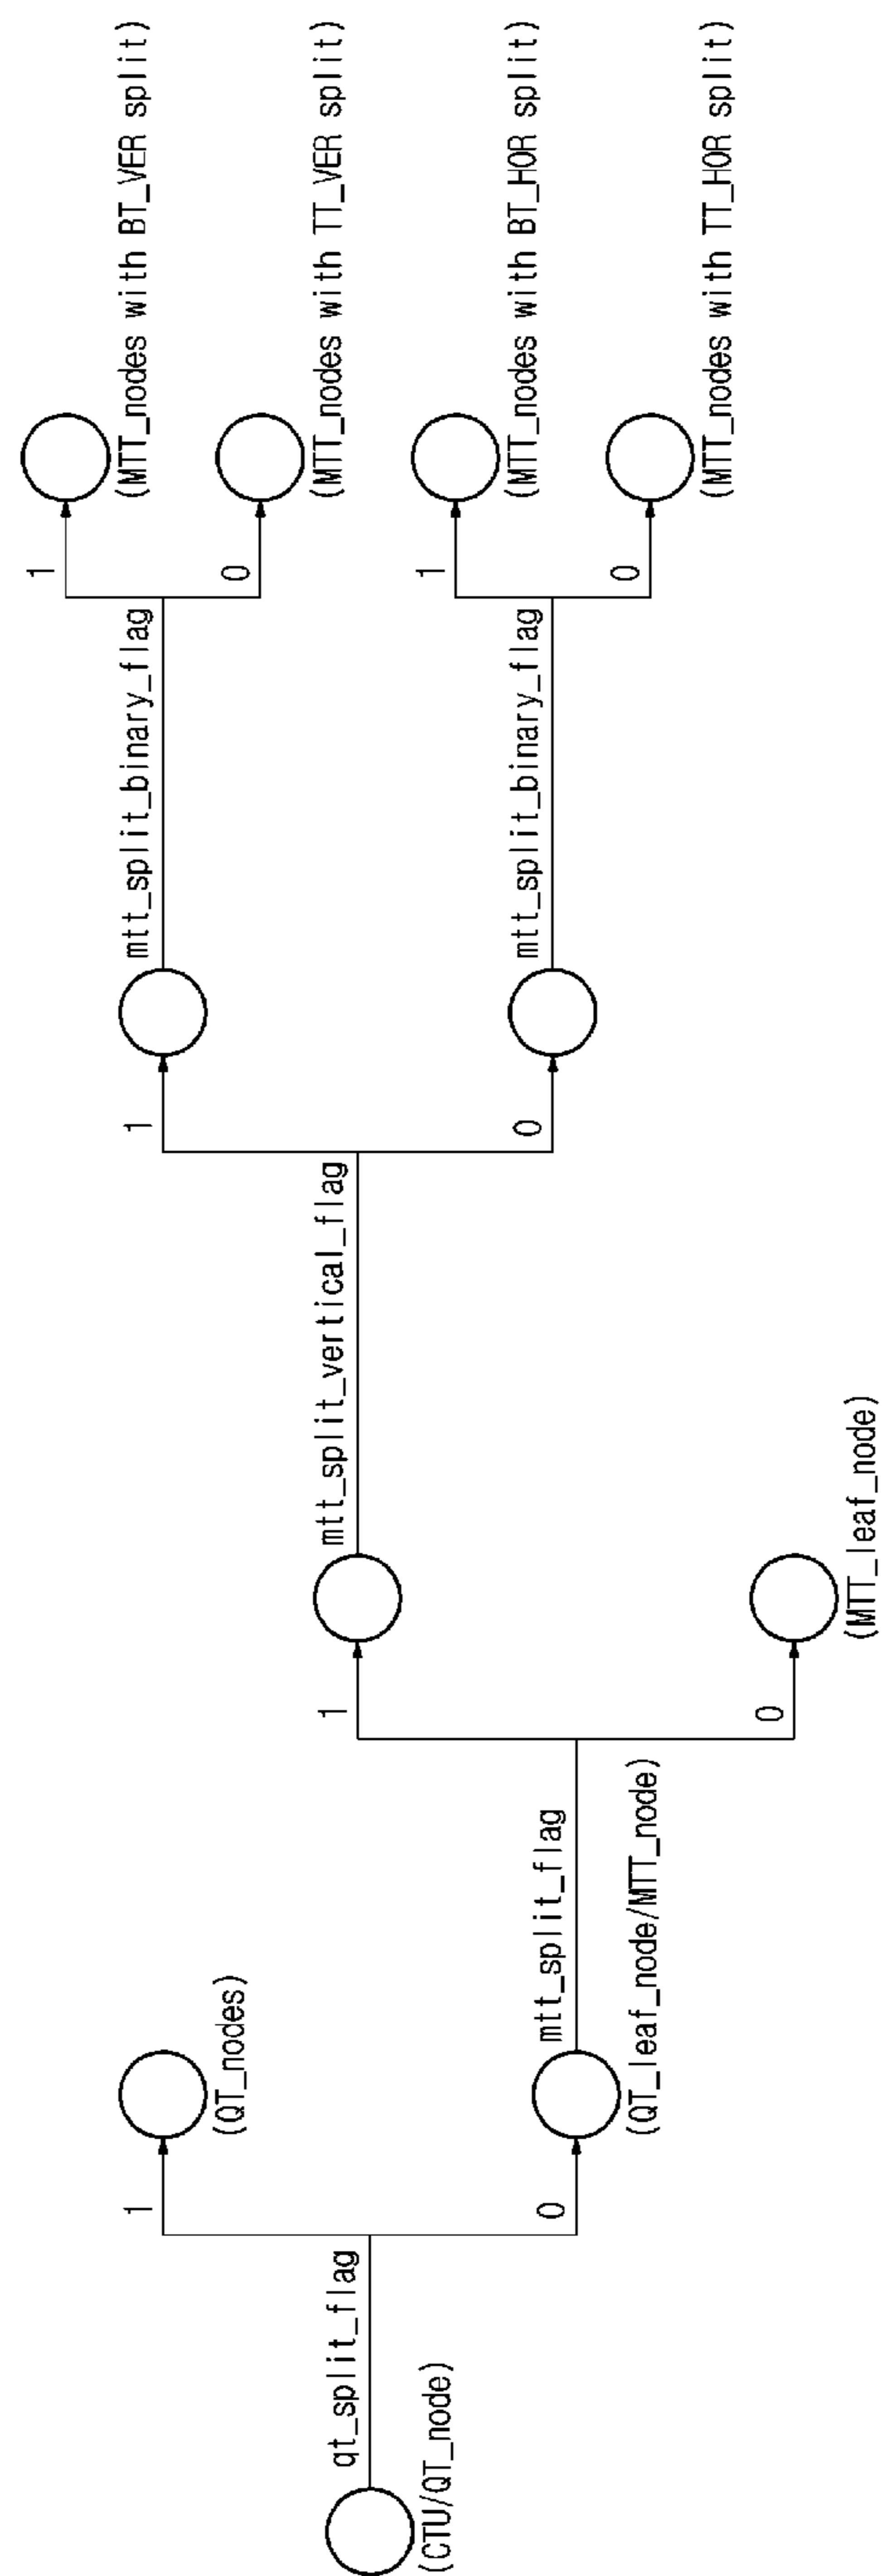 (CTU/QT_node)
qt_split_flag
1
0
(QT_nodes)
(QT_leaf_node/MTT_node)
mtt_split_flag
1
0
(MTT_leaf_node)
mtt_split_vertical_flag
1
0
mtt_split_binary_flag
mtt_split_binary_flag
1
0
1
0
(MTT_nodes with BT_VER split)
(MTT_nodes with TT_VER split)
(MTT_nodes with BT_HOR split)
(MTT_nodes with TT_HOR split)